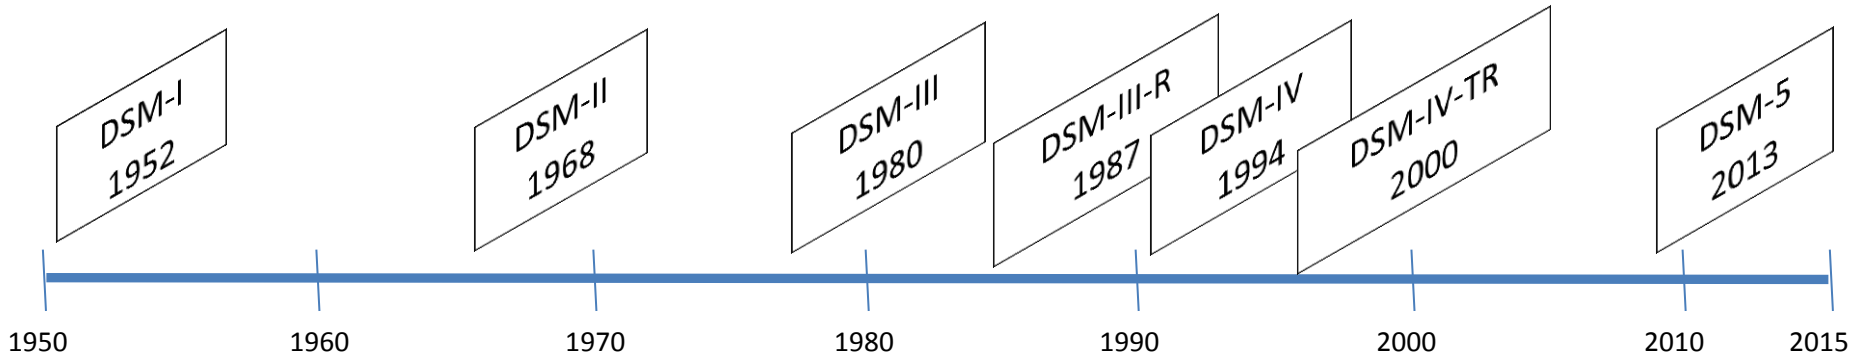 DSM-I
1952
DSM-II
1968
DSM-III
1980
DSM-III-R
1987
DSM-IV
1994
DSM-IV-TR
2000
DSM-5
2013
1950 1960 1970 1980 1990 2000 2010 2015